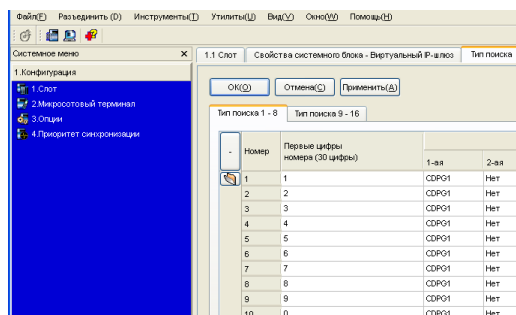 Файл(F) Разъединить (D) Инструменты(T) Утилиты(U) Вид(V) Окно(W) Помощь(H)
Системное меню x 1.1 Слот Свойства системного блока - Виртуальный IP-шлюз Тип поиска
1.Конфигурация
1.Слот
2.Микросотовый терминал
3.Опции
4.Приоритет синхронизации
OK(O) Отмена(C) Применить(A)
Тип поиска 1 - 8 Тип поиска 9 - 16
- Номер Первые цифры номера (30 цифры) 1-ая 2-ая
1 1 CDPG1 Нет
2 2 CDPG1 Нет
3 3 CDPG1 Нет
4 4 CDPG1 Нет
5 5 CDPG1 Нет
6 6 CDPG1 Нет
7 7 CDPG1 Нет
8 8 CDPG1 Нет
9 9 CDPG1 Нет
10 0 CDPG1 Нет